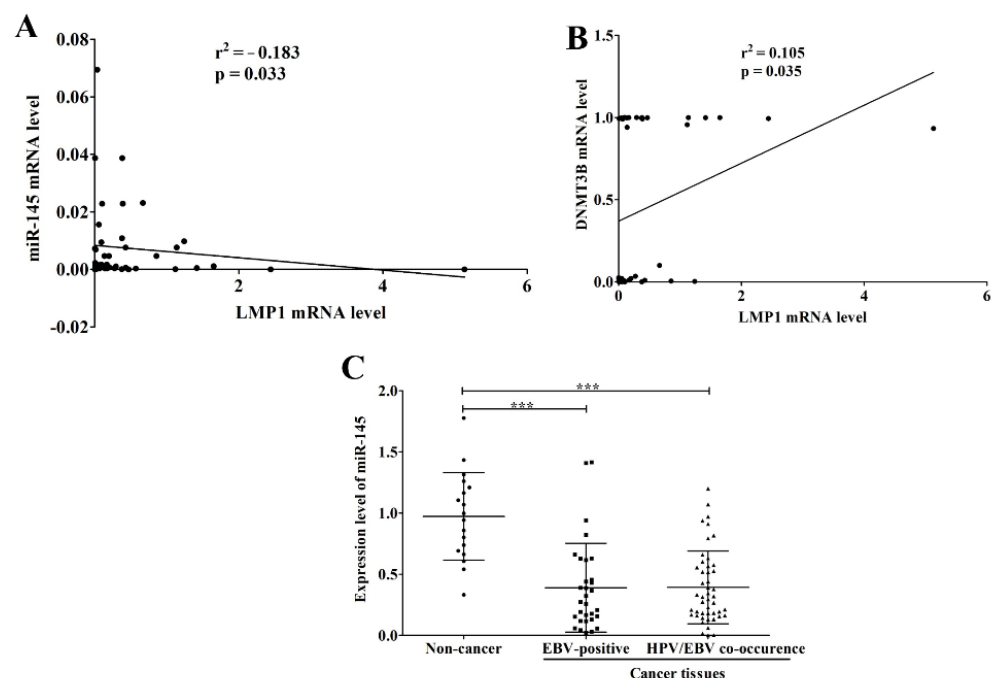 A
r² = – 0.183
p = 0.033
miR-145 mRNA level
0.08
0.06
0.04
0.02
0.00
-0.02
2
4
6
LMP1 mRNA level
B
r² = 0.105
p = 0.035
DNMT3B mRNA level
1.5
1.0
0.5
0.0
0
2
4
6
LMP1 mRNA level
C
Expression level of miR-145
2.0
1.5
1.0
0.5
0.0
***
***
Non-cancer
EBV-positive
HPV/EBV co-occurence
Cancer tissues